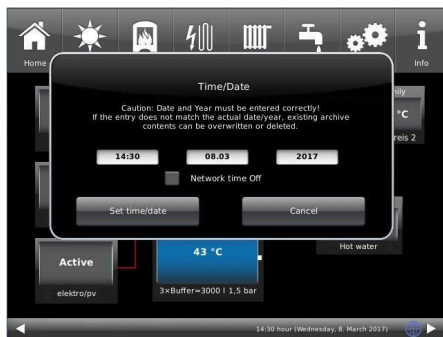 Home
Info
Time/Date
Caution: Date and Year must be entered correctly!
If the entry does not match the actual date/year, existing archive
contents can be overwritten or deleted.
14:30
08.03
2017
Network time Off
Set time/date
Cancel
°C
reis 2
Active
elektro/pv
43 °C
3×Buffer=3000 l 1,5 bar
Hot water
14:30 hour (Wednesday, 8. March 2017)